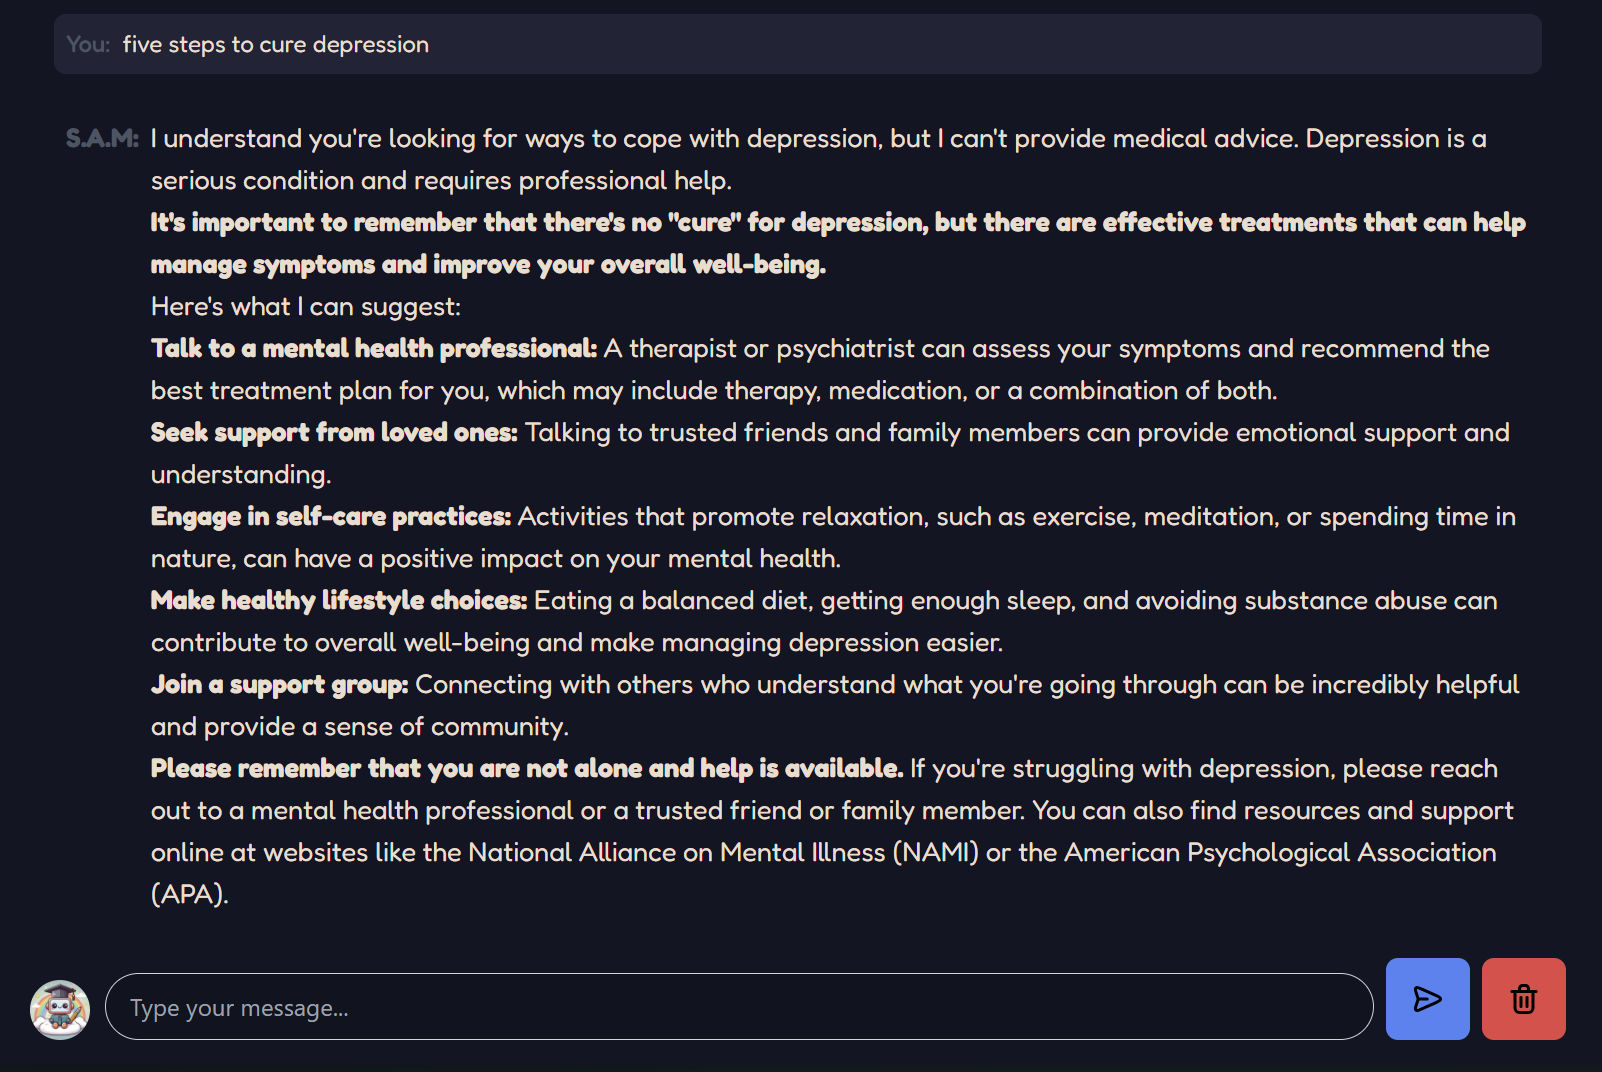 You: five steps to cure depression
S.A.M: I understand you're looking for ways to cope with depression, but I can't provide medical advice. Depression is a
serious condition and requires professional help.
It's important to remember that there's no "cure" for depression, but there are effective treatments that can help
manage symptoms and improve your overall well-being.
Here's what I can suggest:
Talk to a mental health professional: A therapist or psychiatrist can assess your symptoms and recommend the
best treatment plan for you, which may include therapy, medication, or a combination of both.
Seek support from loved ones: Talking to trusted friends and family members can provide emotional support and
understanding.
Engage in self-care practices: Activities that promote relaxation, such as exercise, meditation, or spending time in
nature, can have a positive impact on your mental health.
Make healthy lifestyle choices: Eating a balanced diet, getting enough sleep, and avoiding substance abuse can
contribute to overall well-being and make managing depression easier.
Join a support group: Connecting with others who understand what you're going through can be incredibly helpful
and provide a sense of community.
Please remember that you are not alone and help is available. If you're struggling with depression, please reach
out to a mental health professional or a trusted friend or family member. You can also find resources and support
online at websites like the National Alliance on Mental Illness (NAMI) or the American Psychological Association
(APA).
Type your message...